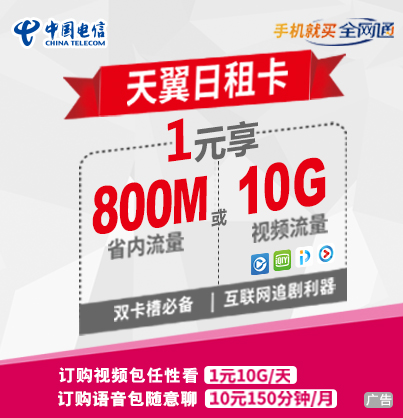 中国电信
CHINA TELECOM
手机就买 全网通
天翼日租卡
1元享
800M 或 10G
省内流量 视频流量
iQIYI
双卡槽必备 | 互联网追剧利器
订购视频包任性看 1元10G/天
订购语音包随意聊 10元150分钟/月
广告